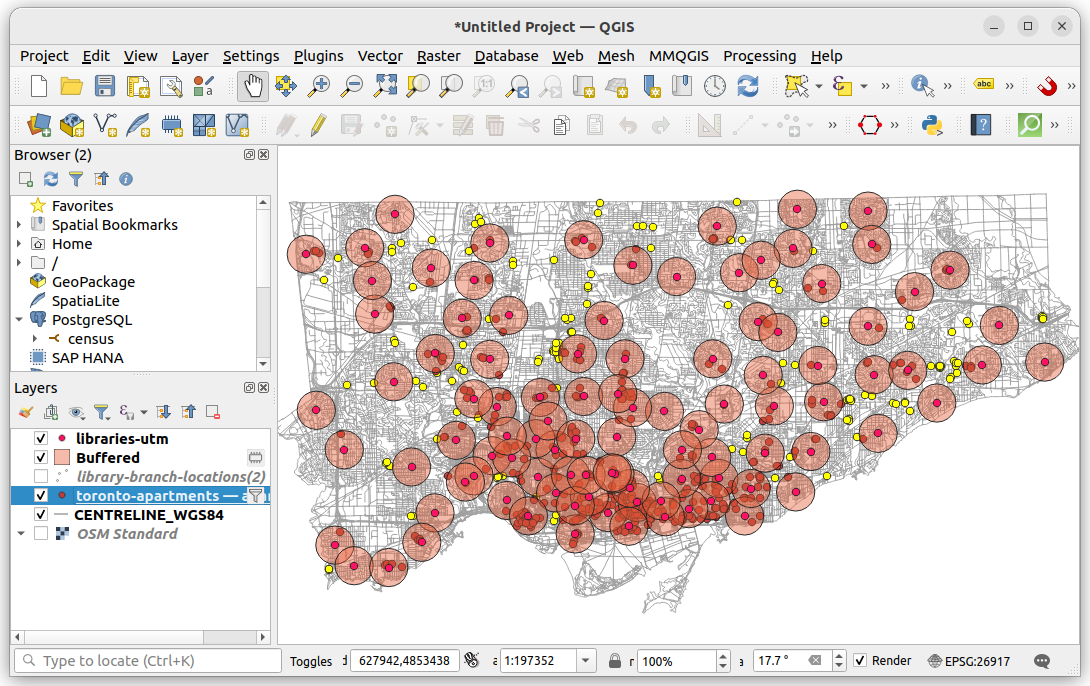 *Untitled Project — QGIS
Project Edit View Layer Settings Plugins Vector Raster Database Web Mesh MMQGIS Processing Help
1:1
abc
Browser (2)
Favorites
Spatial Bookmarks
Home
/
GeoPackage
SpatiaLite
PostgreSQL
census
SAP HANA
Layers
libraries-utm
Buffered
library-branch-locations(2)
toronto-apartments —
CENTRELINE_WGS84
OSM Standard
Type to locate (Ctrl+K) Toggles 627942,4853438 1:197352 100% 17.7 ° Render EPSG:26917